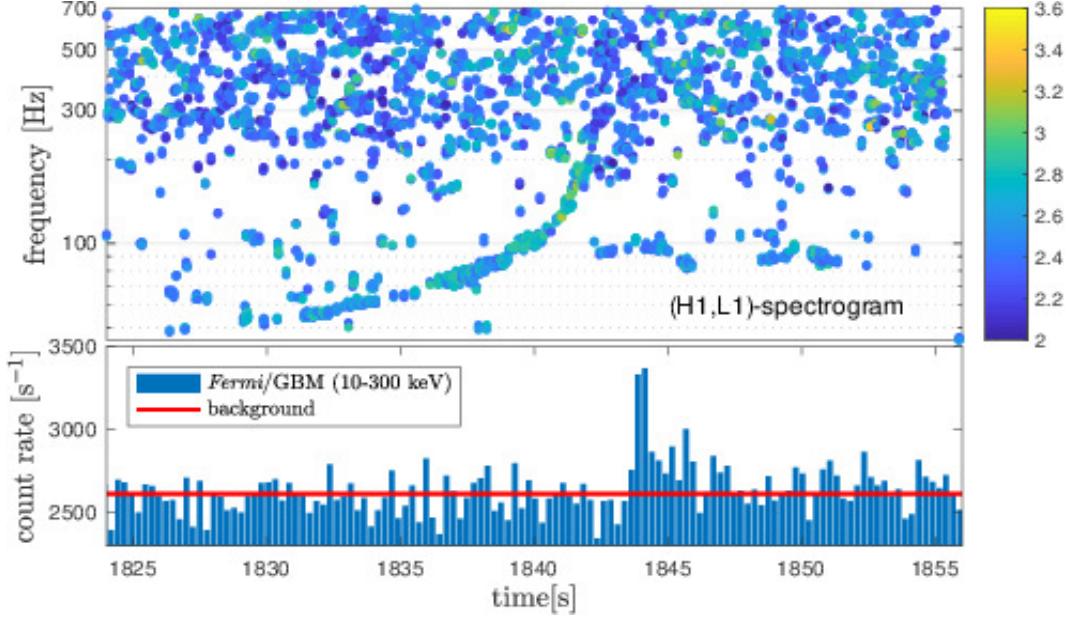 700
500
300
100
frequency [Hz]
(H1,L1)-spectrogram
3.6
3.4
3.2
3
2.8
2.6
2.4
2.2
2
3500
3000
2500
count rate [s⁻¹]
Fermi/GBM (10-300 keV)
background
1825 1830 1835 1840 1845 1850 1855
time[s]